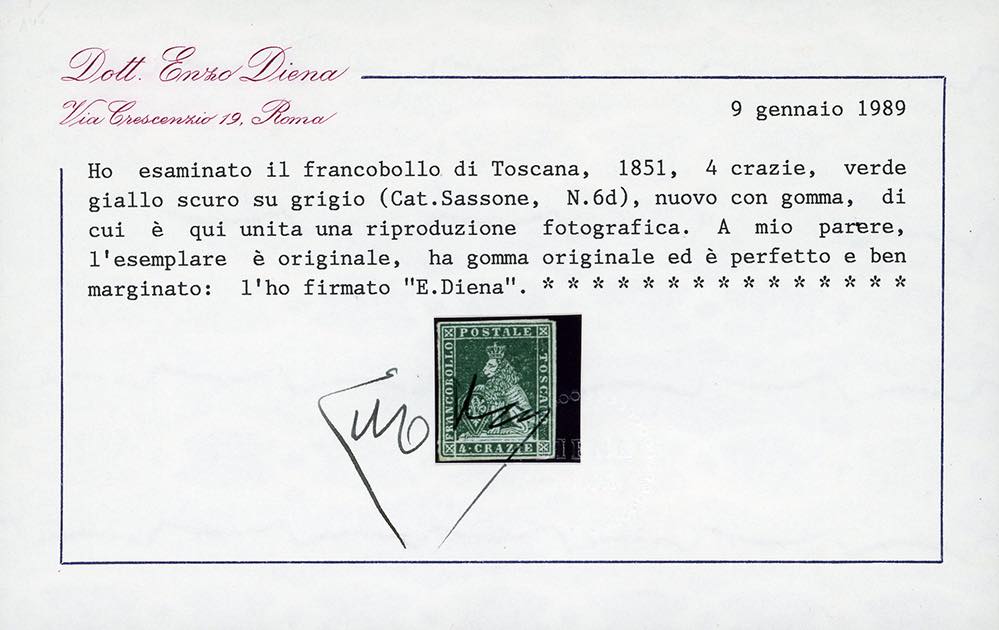 Dott. Enzo Diena
Via Crescenzio 19, Roma
9 gennaio 1989
Ho esaminato il francobollo di Toscana, 1851, 4 crazie, verde
giallo scuro su grigio (Cat.Sassone, N.6d), nuovo con gomma, di
cui è qui unita una riproduzione fotografica. A mio parere,
l'esemplare è originale, ha gomma originale ed è perfetto e ben
marginato: l'ho firmato "E.Diena". * * * * * * * * * * * * * * *
POSTALE
FRANCOBOLLO
TOSCANO
4·CRAZIE